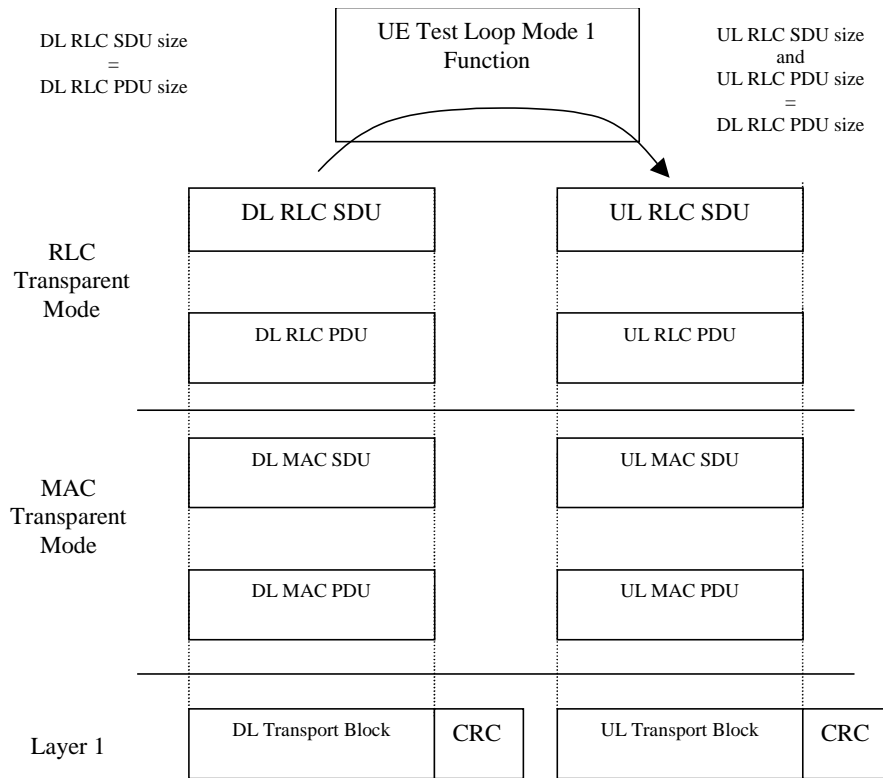 DL RLC SDU size
=
DL RLC PDU size
UE Test Loop Mode 1
Function
UL RLC SDU size
and
UL RLC PDU size
=
DL RLC PDU size
RLC
Transparent
Mode
DL RLC SDU
UL RLC SDU
DL RLC PDU
UL RLC PDU
MAC
Transparent
Mode
DL MAC SDU
UL MAC SDU
DL MAC PDU
UL MAC PDU
Layer 1
DL Transport Block
CRC
UL Transport Block
CRC